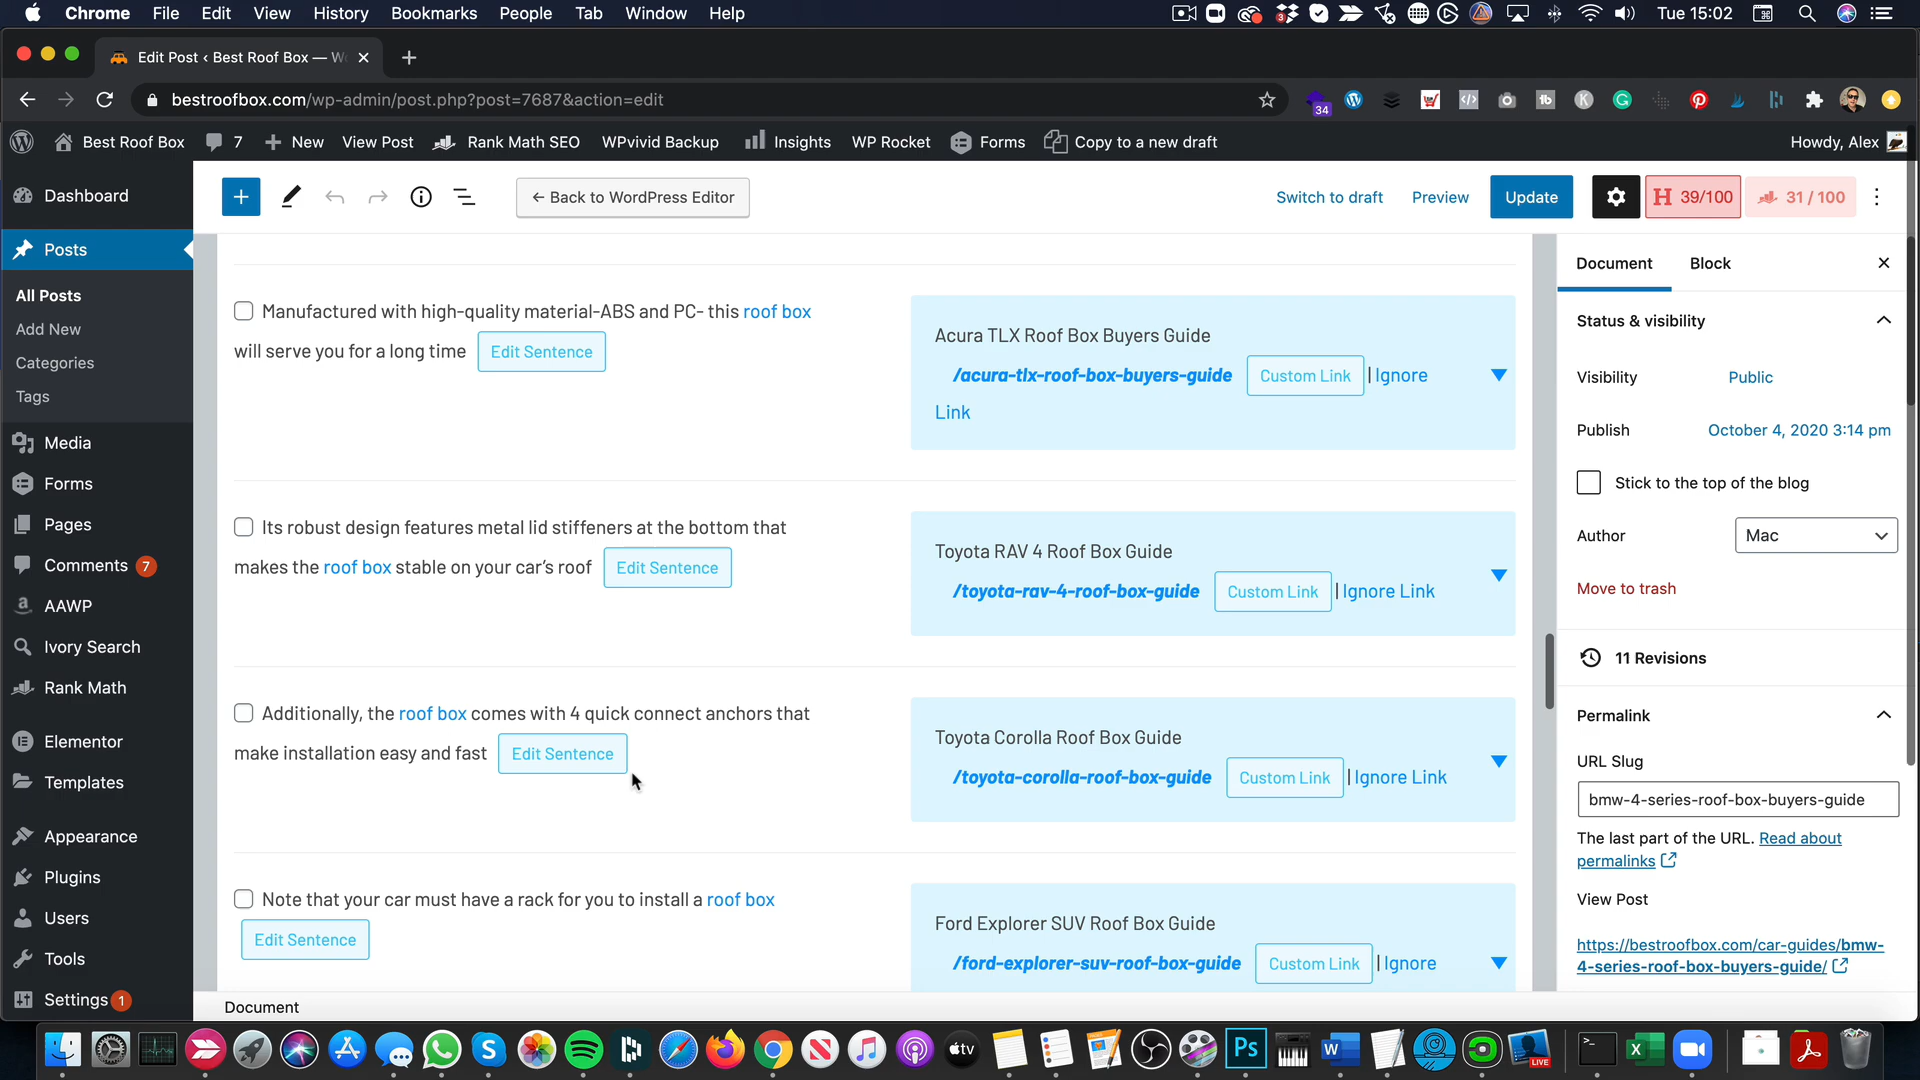 Chrome File Edit View History Bookmarks People Tab Window Help
3
Tue 15:02
Edit Post ‹ Best Roof Box — W
bestroofbox.com/wp-admin/post.php?post=7687&action=edit
34
Best Roof Box 7 New View Post Rank Math SEO WPvivid Backup Insights WP Rocket Forms Copy to a new draft
Howdy, Alex
Dashboard
Posts
All Posts
Add New
Categories
Tags
Media
Forms
Pages
Comments 7
AAWP
Ivory Search
Rank Math
Elementor
Templates
Appearance
Plugins
Users
Tools
Settings 1
← Back to WordPress Editor
Switch to draft Preview Update
39/100
31 / 100
Manufactured with high-quality material-ABS and PC- this roof box
will serve you for a long time Edit Sentence
Acura TLX Roof Box Buyers Guide
/acura-tlx-roof-box-buyers-guide Custom Link | Ignore
Link
Its robust design features metal lid stiffeners at the bottom that
makes the roof box stable on your car's roof Edit Sentence
Toyota RAV 4 Roof Box Guide
/toyota-rav-4-roof-box-guide Custom Link | Ignore Link
Additionally, the roof box comes with 4 quick connect anchors that
make installation easy and fast Edit Sentence
Toyota Corolla Roof Box Guide
/toyota-corolla-roof-box-guide Custom Link | Ignore Link
Note that your car must have a rack for you to install a roof box
Edit Sentence
Ford Explorer SUV Roof Box Guide
/ford-explorer-suv-roof-box-guide Custom Link | Ignore
Document
Document Block
Status & visibility
Visibility Public
Publish October 4, 2020 3:14 pm
Stick to the top of the blog
Author Mac
Move to trash
11 Revisions
Permalink
URL Slug
bmw-4-series-roof-box-buyers-guide
The last part of the URL. Read about
permalinks
View Post
https://bestroofbox.com/car-guides/bmw-
4-series-roof-box-buyers-guide/
tv
Ps
W
LIVE
X